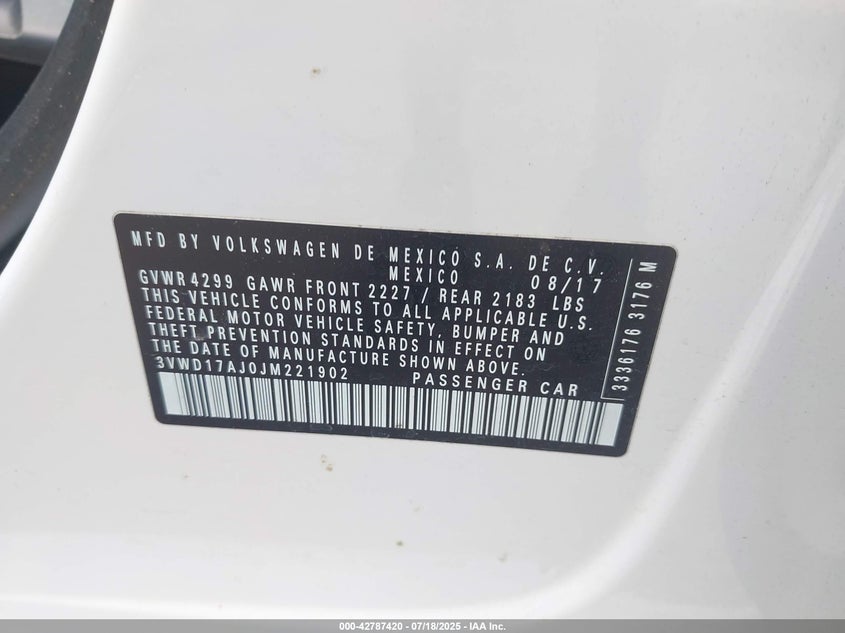 MFD BY VOLKSWAGEN DE MEXICO S.A. DE C.V.
MEXICO 08/17
GVWR 4299 GAWR FRONT 2227 / REAR 2183 LBS
THIS VEHICLE CONFORMS TO ALL APPLICABLE U.S.
FEDERAL MOTOR VEHICLE SAFETY, BUMPER AND
THEFT PREVENTION STANDARDS IN EFFECT ON
THE DATE OF MANUFACTURE SHOWN ABOVE.
3VWD17AJ0JM221902 PASSENGER CAR
3336176 3176 M
000-42787420 - 07/18/2025 - IAA Inc.